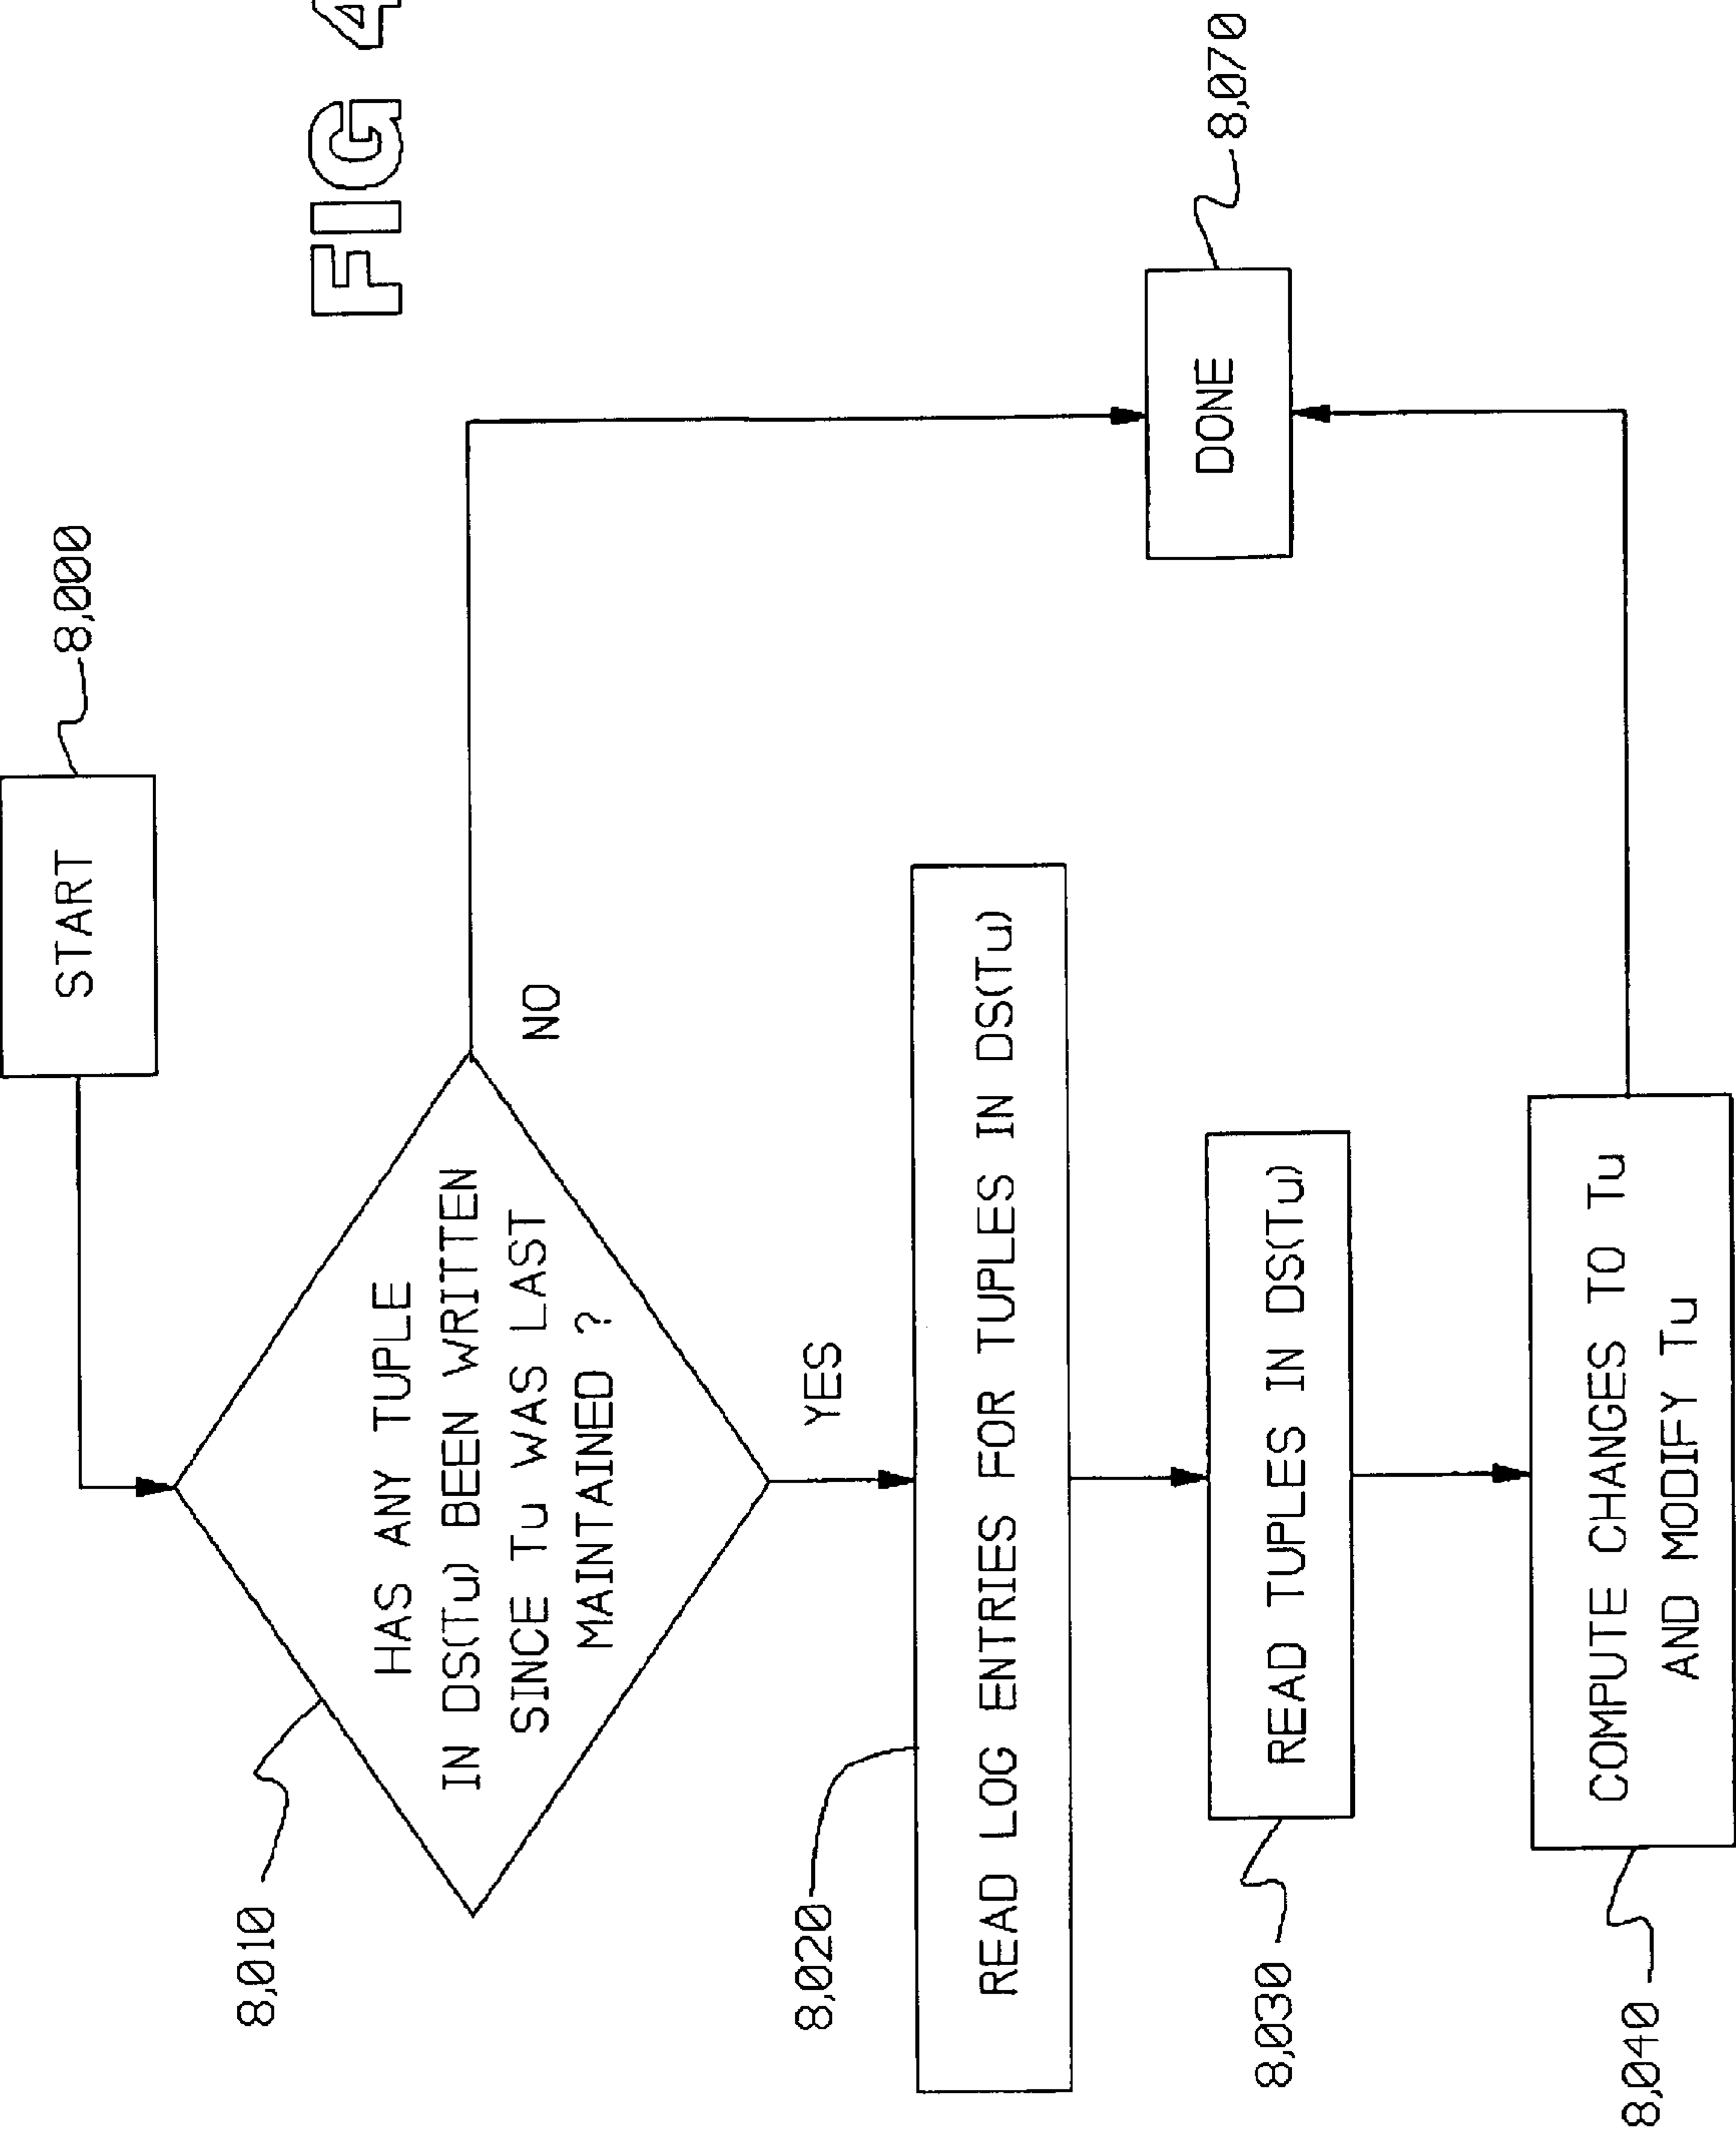 FIG 4
START
8,000
8,010
HAS ANY TUPLE
IN DS(Tu) BEEN WRITTEN
SINCE Tu WAS LAST
MAINTAINED ?
NO
YES
8,020
READ LOG ENTRIES FOR TUPLES IN DS(Tu)
8,030
READ TUPLES IN DS(Tu)
8,040
COMPUTE CHANGES TO Tu
AND MODIFY Tu
DONE
8,070